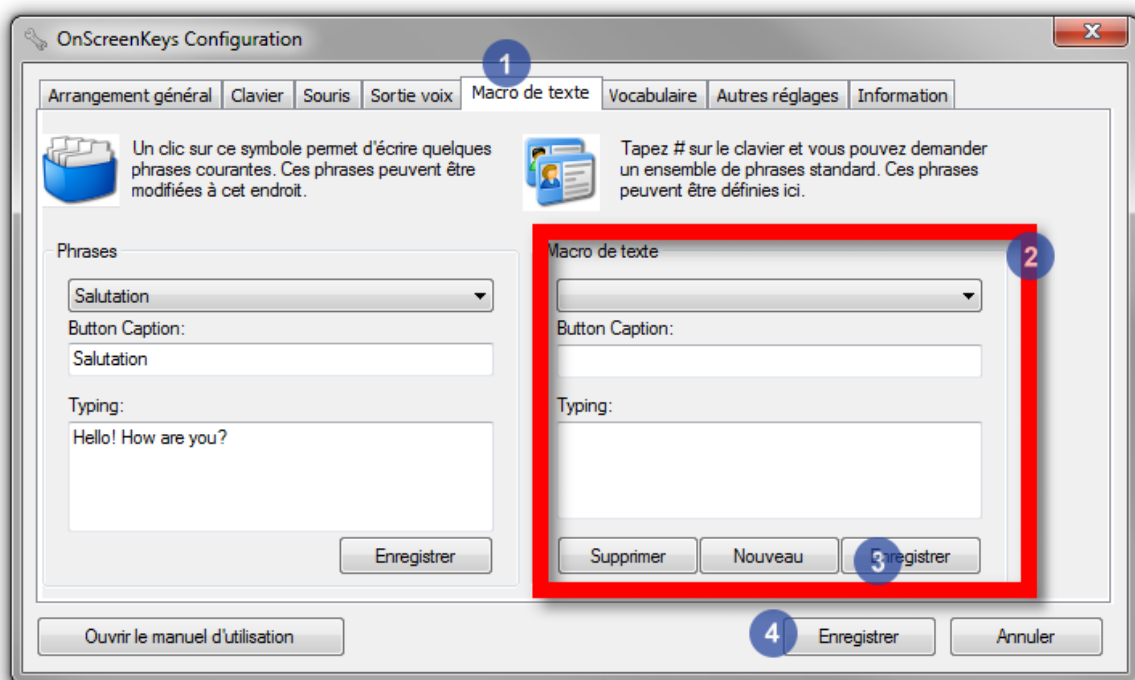 OnScreenKeys Configuration
1
Arrangement général Clavier Souris Sortie voix Macro de texte Vocabulaire Autres réglages Information
Un clic sur ce symbole permet d'écrire quelques
phrases courantes. Ces phrases peuvent être
modifiées à cet endroit.
Tapez # sur le clavier et vous pouvez demander
un ensemble de phrases standard. Ces phrases
peuvent être définies ici.
Phrases
Salutation
Button Caption:
Salutation
Typing:
Hello! How are you?
Enregistrer
Macro de texte
2
Button Caption:
Typing:
Supprimer Nouveau Enregistrer
3
Ouvrir le manuel d'utilisation
4
Enregistrer Annuler